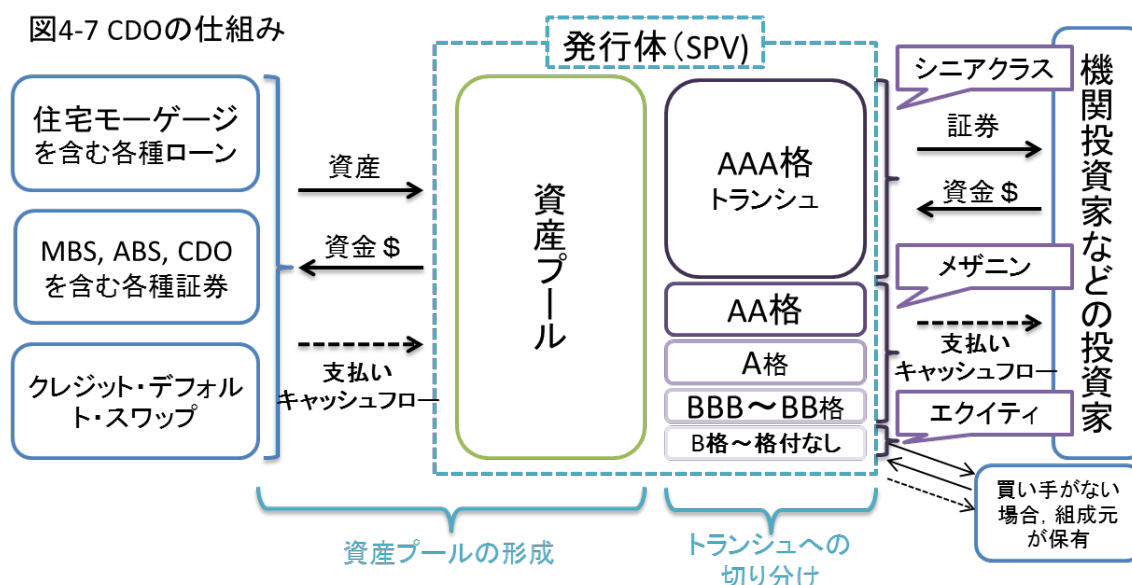 図4-7 CDOの仕組み
発行体（SPV）
住宅モーゲージ
を含む各種ローン
MBS, ABS, CDO
を含む各種証券
クレジット・デフォル
ト・スワップ
資産
資金＄
支払い
キャッシュフロー
資産プール
AAA格
トランシュ
AA格
A格
BBB～BB格
B格～格付なし
シニアクラス
証券
資金＄
メザニン
支払い
キャッシュフロー
エクイティ
機関投資家などの投資家
買い手がない
場合，組成元
が保有
資産プールの形成
トランシュへの
切り分け